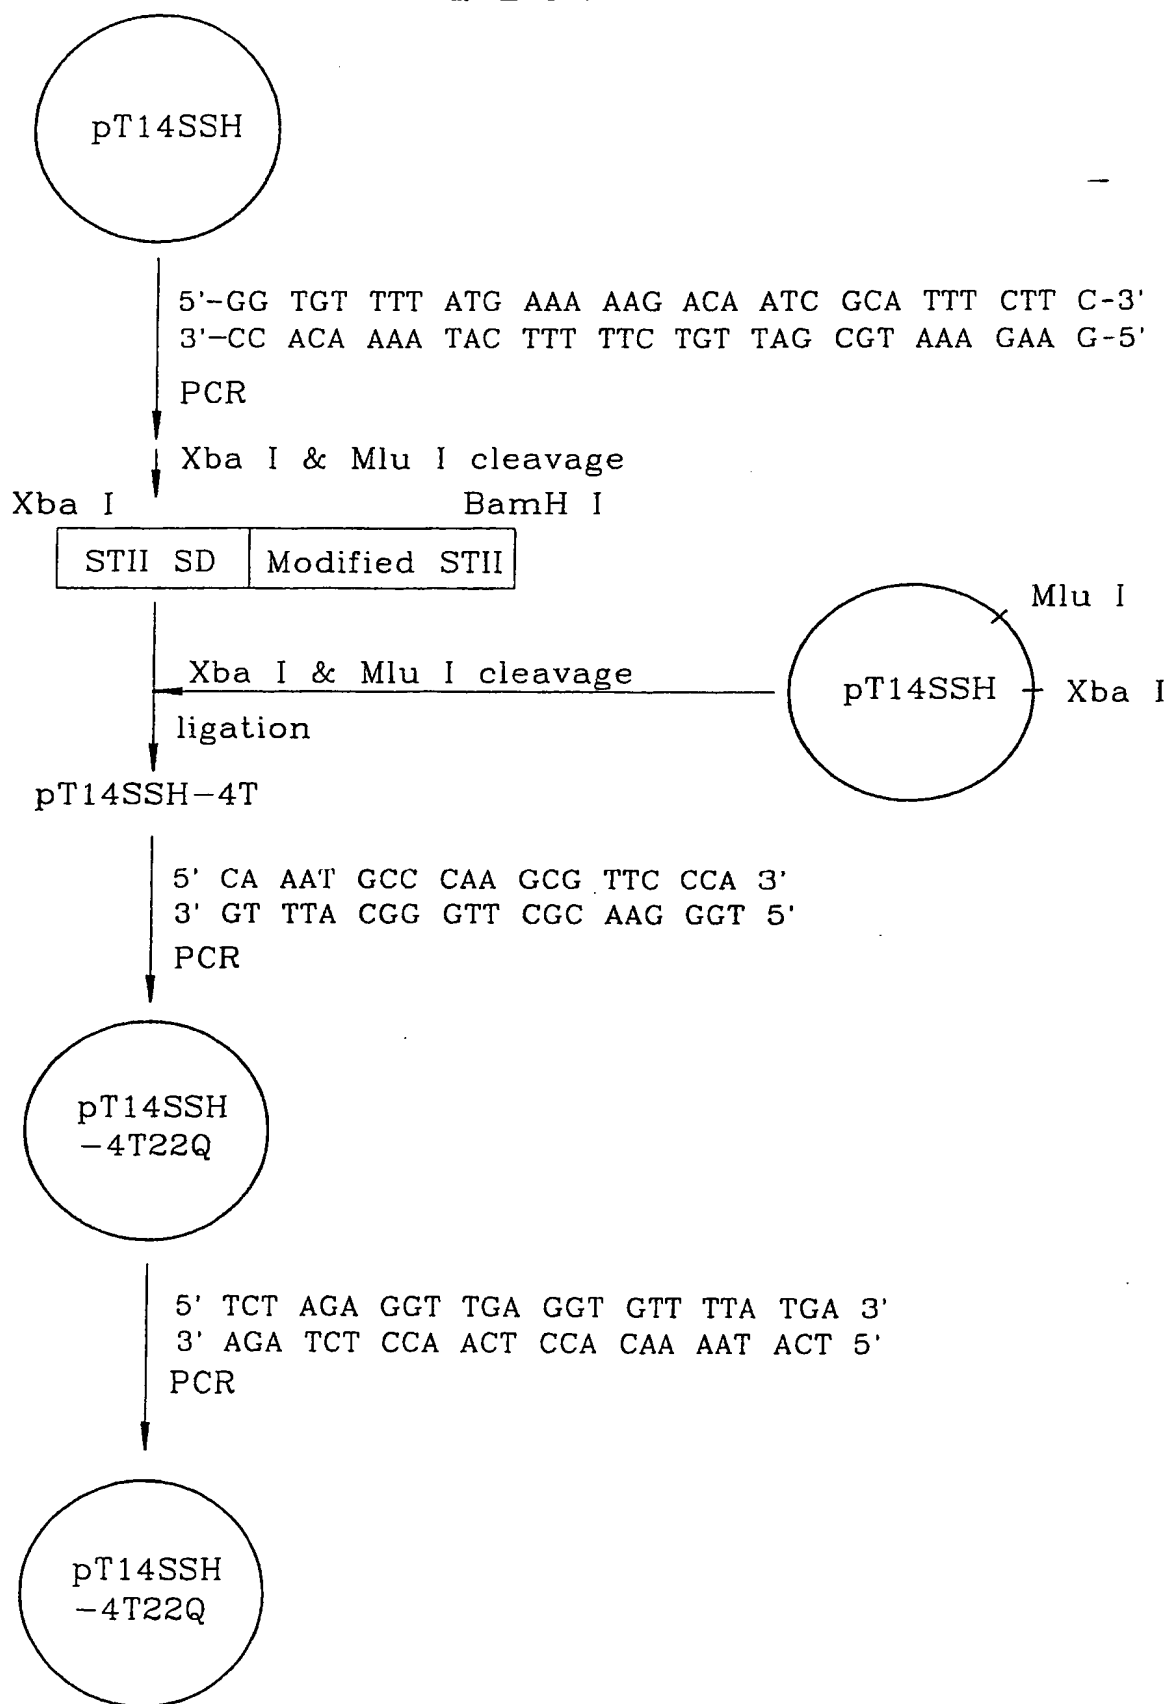 pT14SSH
5'-GG TGT TTT ATG AAA AAG ACA ATC GCA TTT CTT C-3'
3'-CC ACA AAA TAC TTT TTC TGT TAG CGT AAA GAA G-5'
PCR
Xba I & Mlu I cleavage
Xba I
BamH I
STII SD
Modified STII
Mlu I
Xba I & Mlu I cleavage
pT14SSH
Xba I
ligation
pT14SSH-4T
5' CA AAT GCC CAA GCG TTC CCA 3'
3' GT TTA CGG GTT CGC AAG GGT 5'
PCR
pT14SSH
-4T22Q
5' TCT AGA GGT TGA GGT GTT TTA TGA 3'
3' AGA TCT CCA ACT CCA CAA AAT ACT 5'
PCR
pT14SSH
-4T22Q